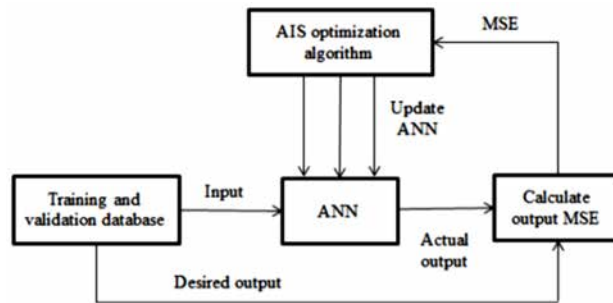 AIS optimization
algorithm
MSE
Update
ANN
Training and
validation database
Input
ANN
Actual
output
Calculate
output MSE
Desired output